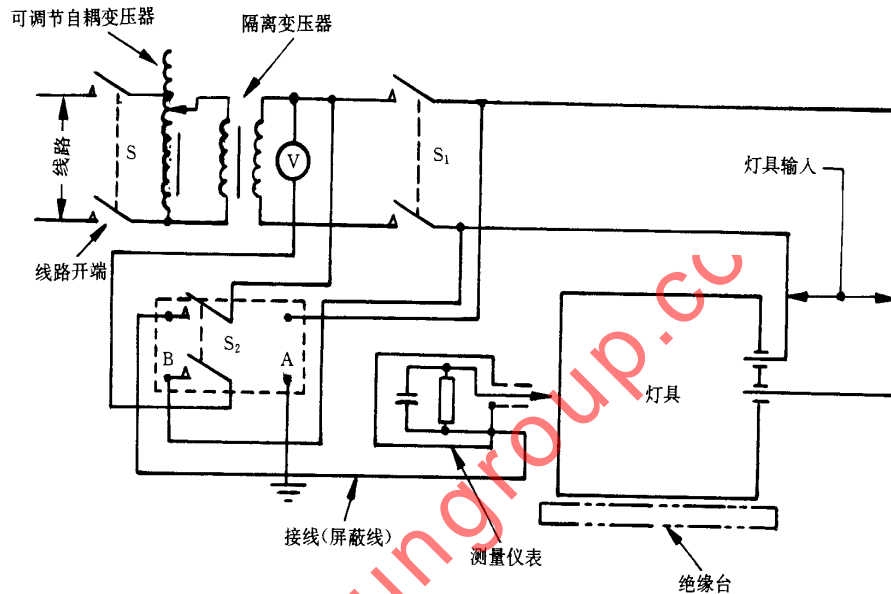 可调节自耦变压器
隔离变压器
线路
S
V
S₁
灯具输入
线路开端
S₂
B
A
灯具
接线(屏蔽线)
测量仪表
绝缘台
ungroup.cc